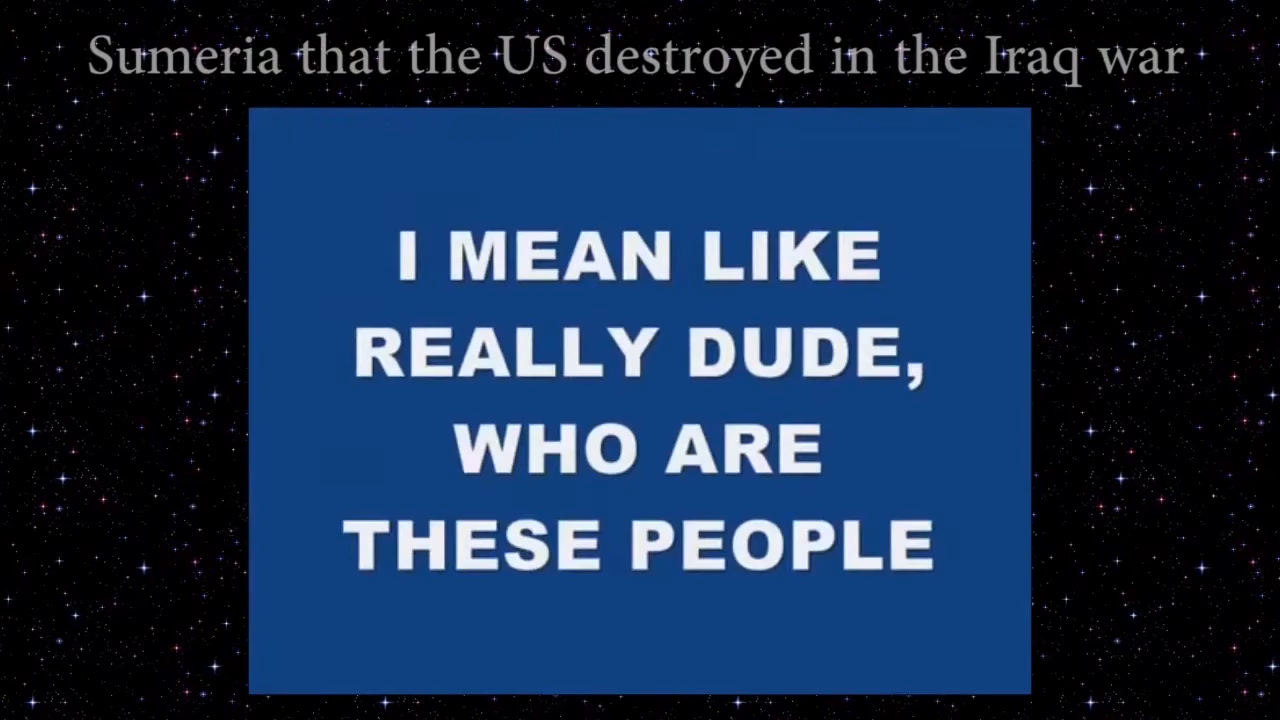 Sumeria that the US destroyed in the Iraq war
I MEAN LIKE
REALLY DUDE,
WHO ARE
THESE PEOPLE